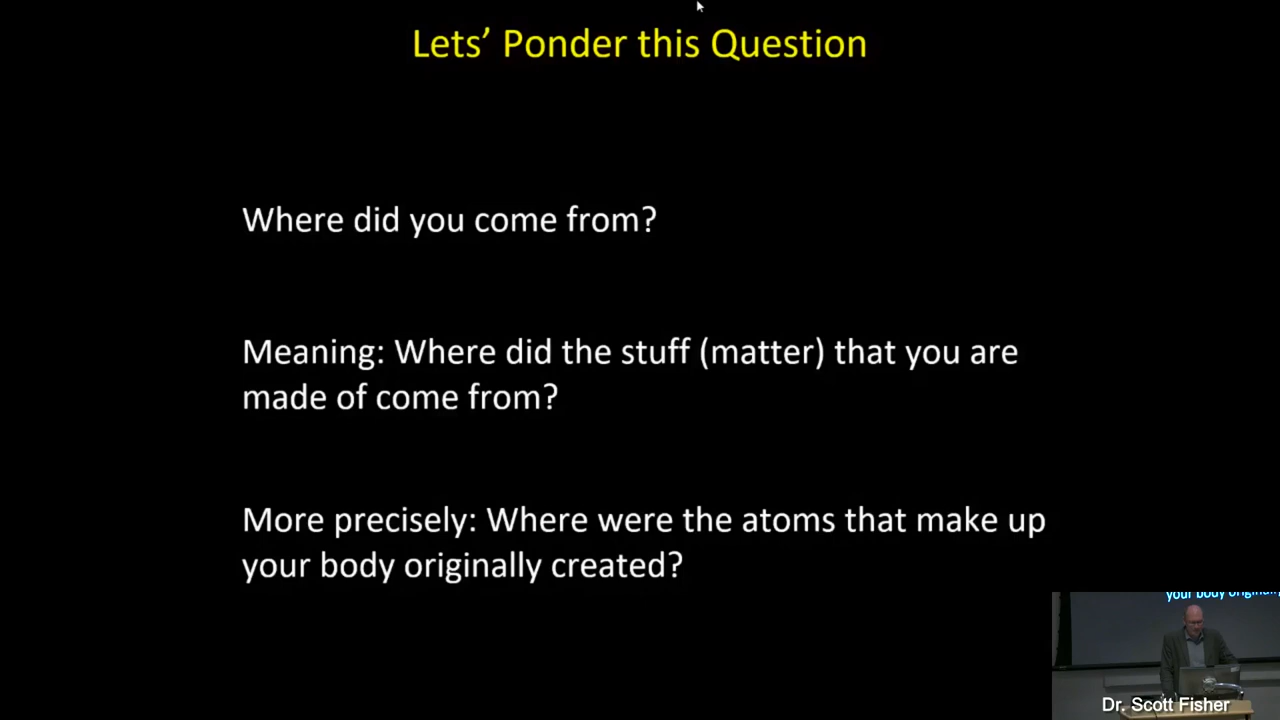 Lets’ Ponder this Question
Where did you come from?
Meaning: Where did the stuff (matter) that you are
made of come from?
More precisely: Where were the atoms that make up
your body originally created?
your body origina
Dr. Scott Fisher